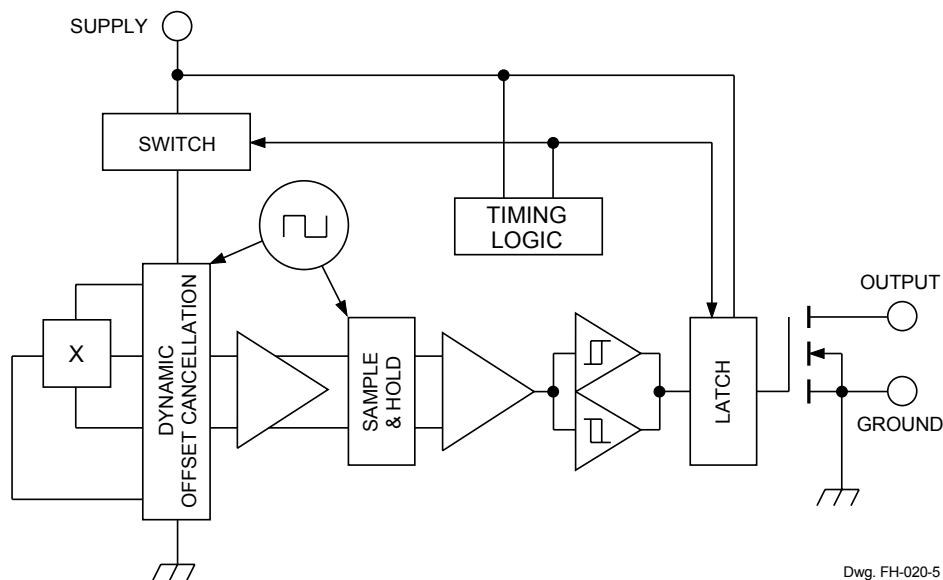 SUPPLY
SWITCH
TIMING
LOGIC
X
DYNAMIC
OFFSET CANCELLATION
SAMPLE
& HOLD
LATCH
OUTPUT
GROUND
Dwg. FH-020-5